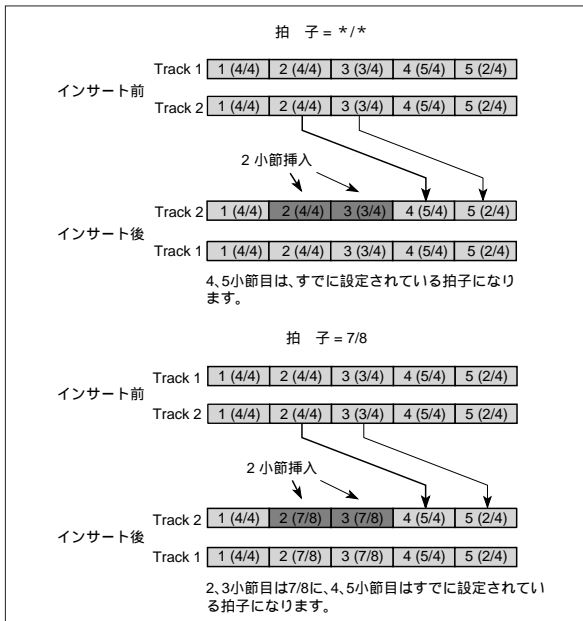 拍 子 = */*
インサート前
Track 1 1 (4/4) 2 (4/4) 3 (3/4) 4 (5/4) 5 (2/4)
Track 2 1 (4/4) 2 (4/4) 3 (3/4) 4 (5/4) 5 (2/4)
2 小節挿入
インサート後
Track 2 1 (4/4) 2 (4/4) 3 (3/4) 4 (5/4) 5 (2/4)
Track 1 1 (4/4) 2 (4/4) 3 (3/4) 4 (5/4) 5 (2/4)
4、5小節目は、すでに設定されている拍子になり
ます。
拍 子 = 7/8
インサート前
Track 1 1 (4/4) 2 (4/4) 3 (3/4) 4 (5/4) 5 (2/4)
Track 2 1 (4/4) 2 (4/4) 3 (3/4) 4 (5/4) 5 (2/4)
2 小節挿入
インサート後
Track 2 1 (4/4) 2 (7/8) 3 (7/8) 4 (5/4) 5 (2/4)
Track 1 1 (4/4) 2 (7/8) 3 (7/8) 4 (5/4) 5 (2/4)
2、3小節目は7/8に、4、5小節目はすでに設定されてい
る拍子になります。